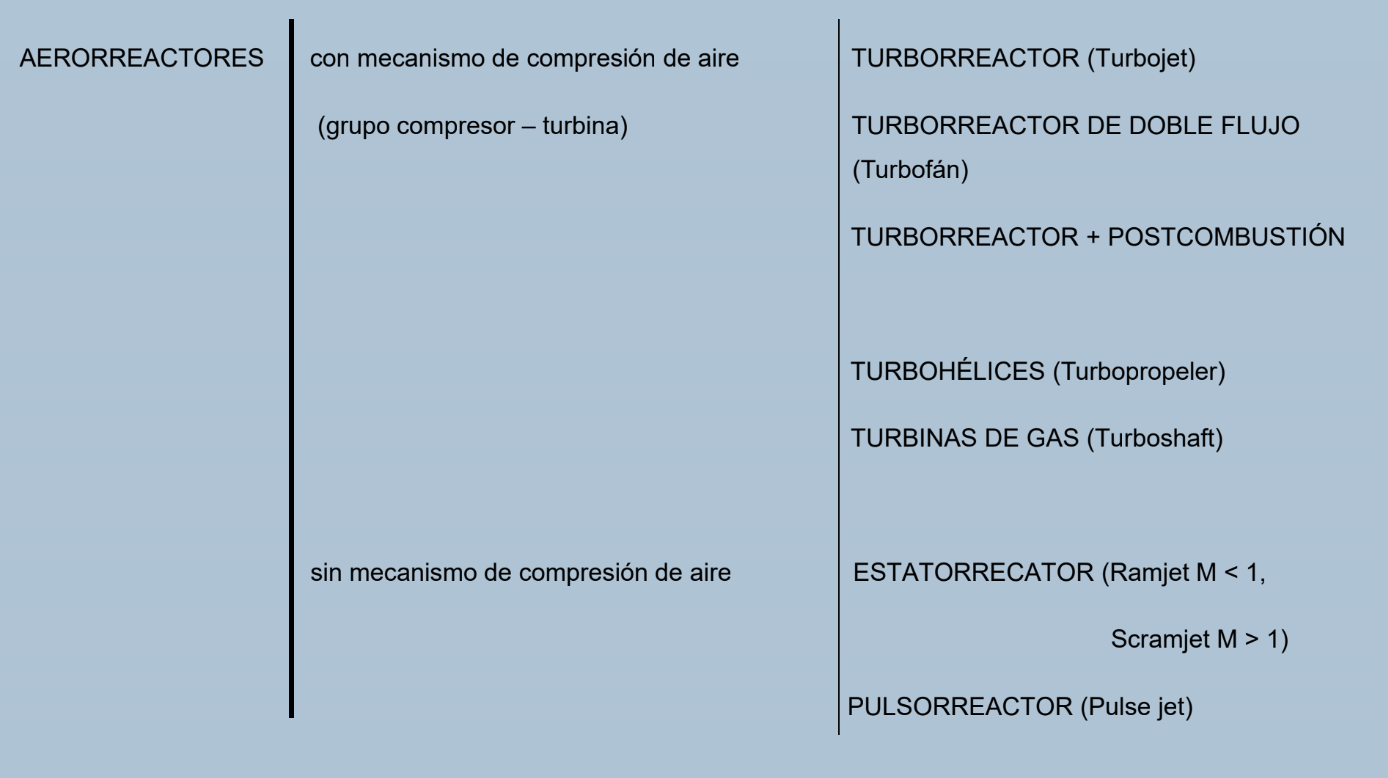 AERORREACTORES
con mecanismo de compresión de aire
(grupo compresor – turbina)
TURBORREACTOR (Turbojet)
TURBORREACTOR DE DOBLE FLUJO
(Turbofán)
TURBORREACTOR + POSTCOMBUSTIÓN
TURBOHÉLICES (Turbopropeler)
TURBINAS DE GAS (Turboshaft)
sin mecanismo de compresión de aire
ESTATORRECATOR (Ramjet M < 1,
Scramjet M > 1)
PULSORREACTOR (Pulse jet)